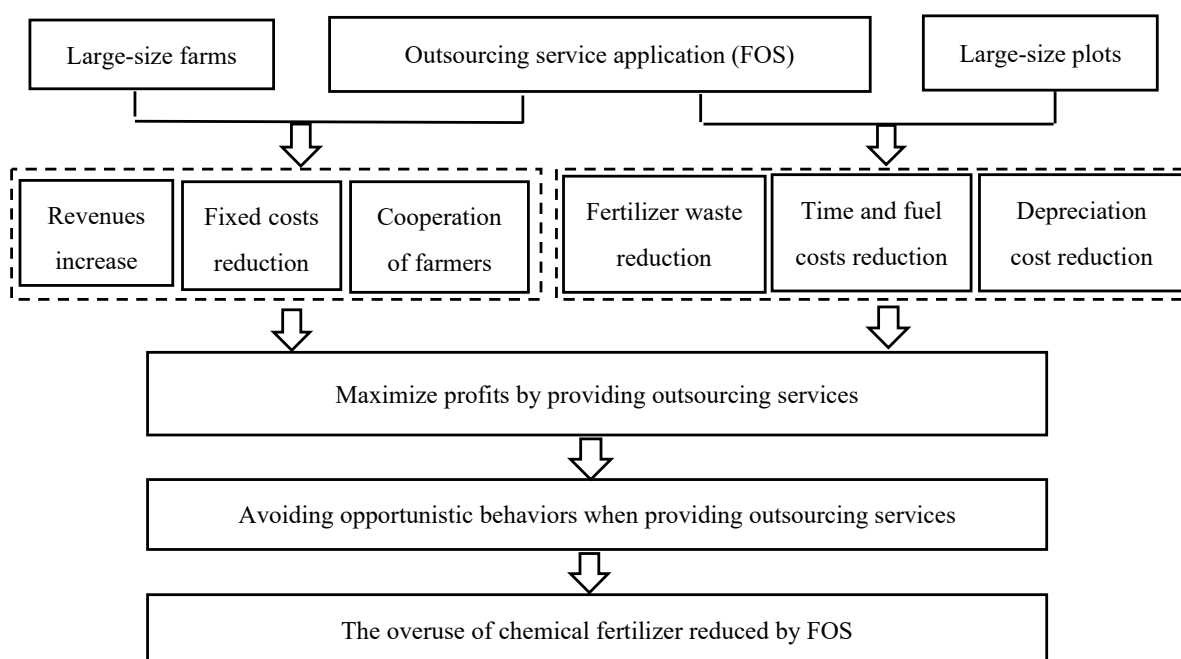 Large-size farms
Outsourcing service application (FOS)
Large-size plots
Revenues
increase
Fixed costs
reduction
Cooperation
of farmers
Fertilizer waste
reduction
Time and fuel
costs reduction
Depreciation
cost reduction
Maximize profits by providing outsourcing services
Avoiding opportunistic behaviors when providing outsourcing services
The overuse of chemical fertilizer reduced by FOS